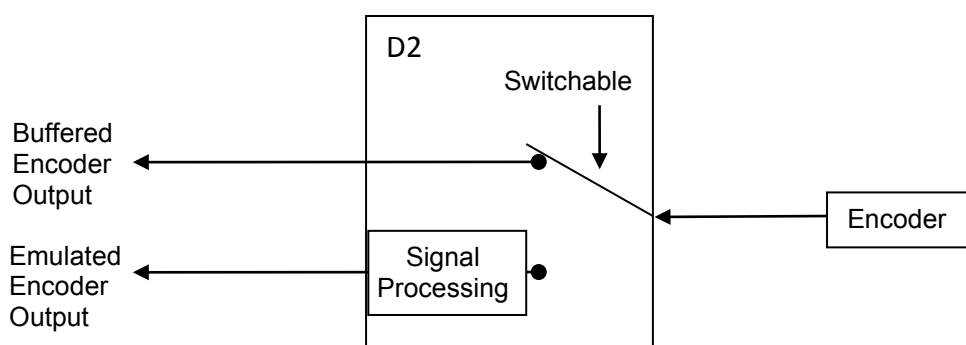 D2
Switchable
Buffered
Encoder
Output
Encoder
Emulated
Encoder
Output
Signal
Processing